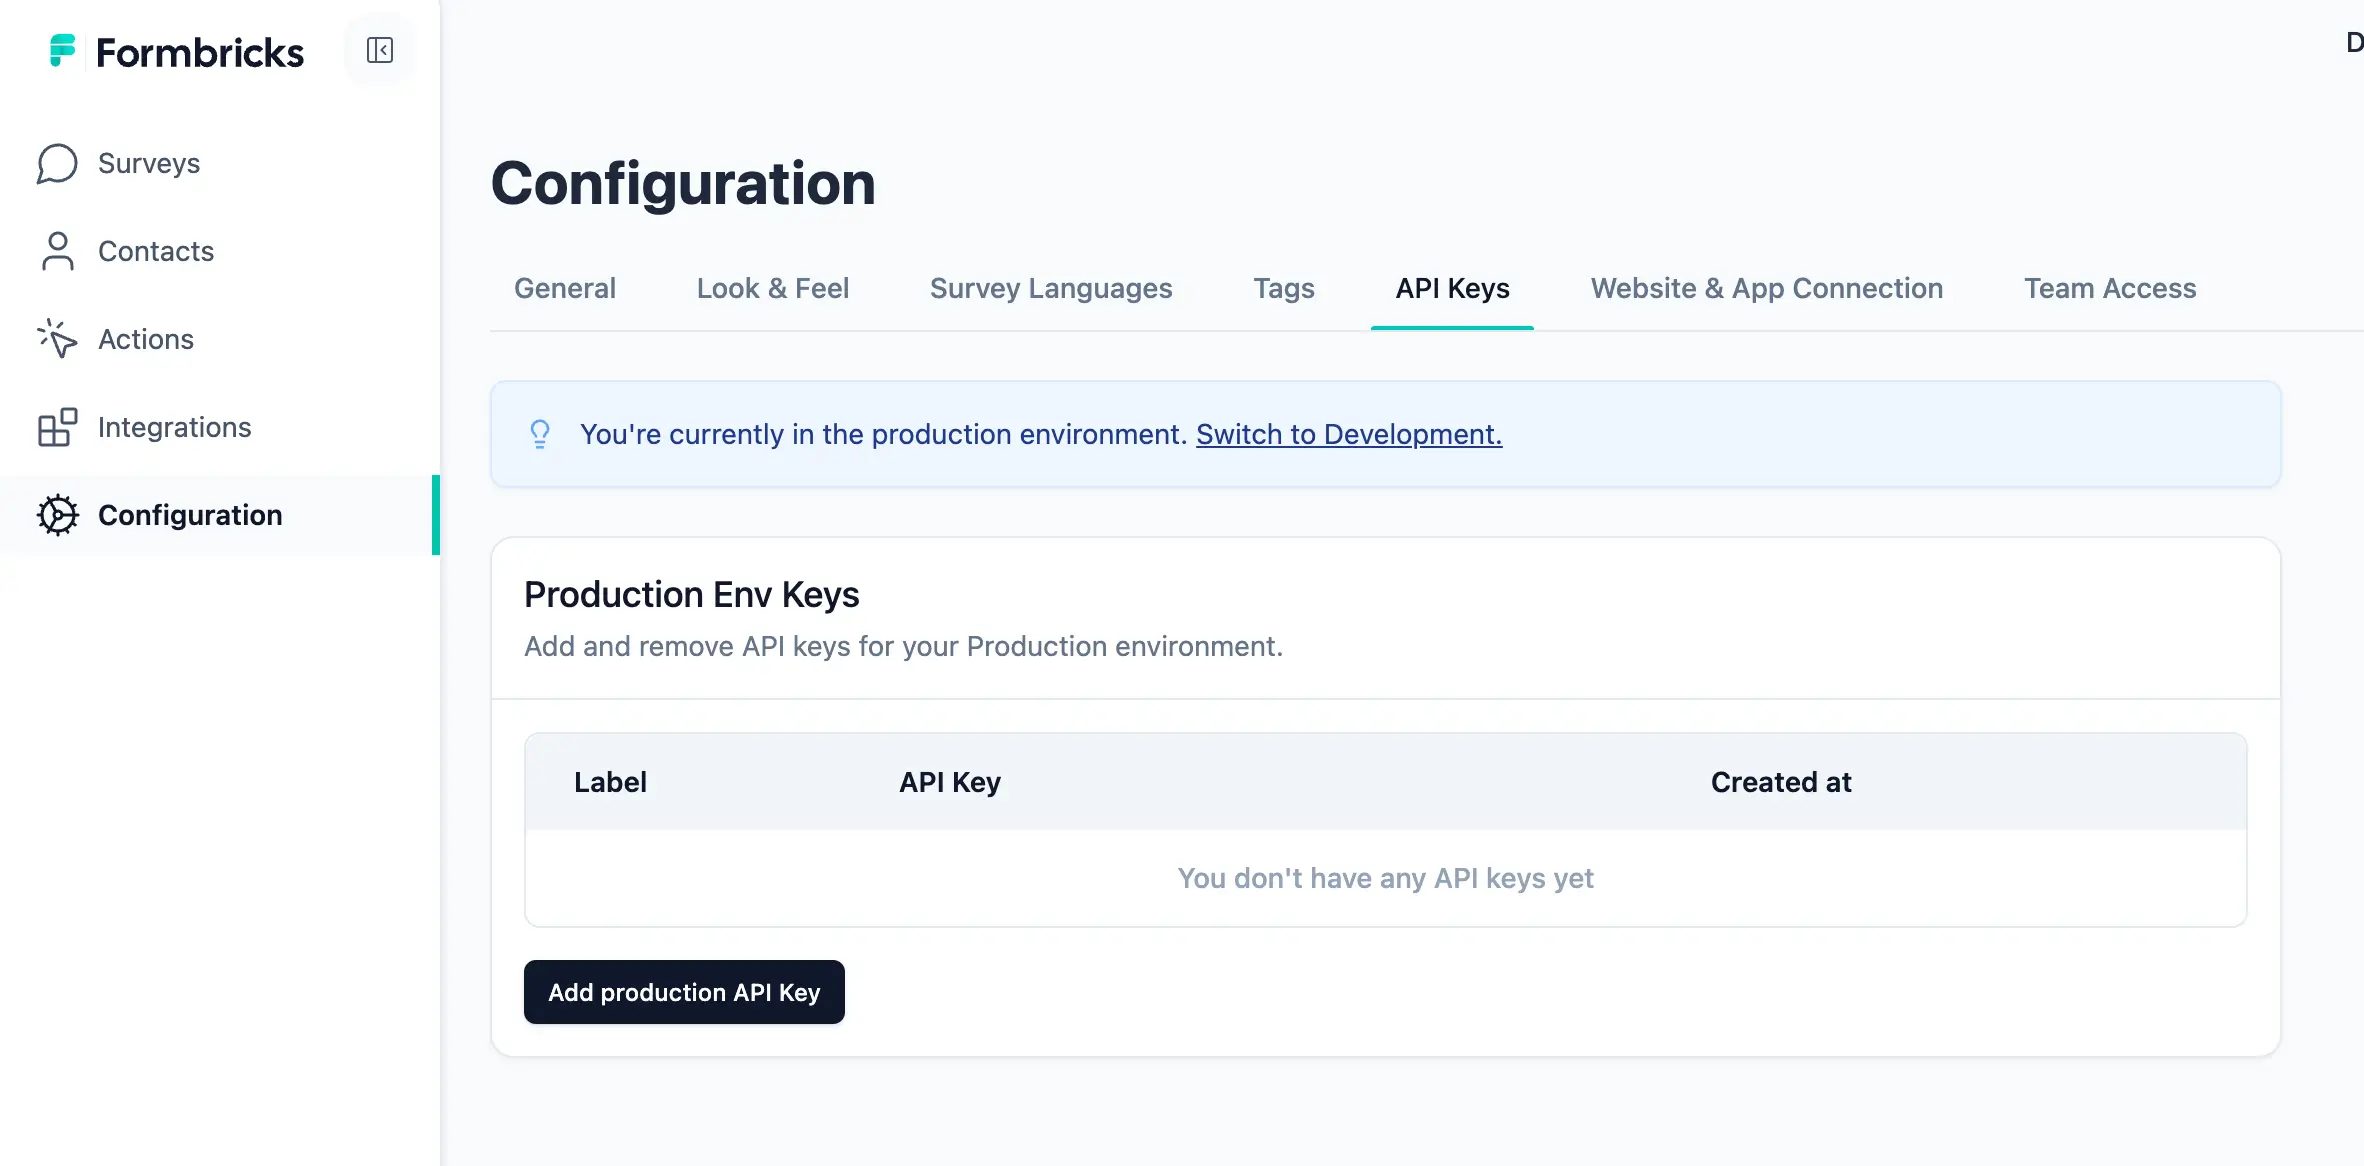 Formbricks
D
Surveys
Contacts
Actions
Integrations
Configuration
Configuration
General Look & Feel Survey Languages Tags API Keys Website & App Connection Team Access
You're currently in the production environment. Switch to Development.
Production Env Keys
Add and remove API keys for your Production environment.
Label API Key Created at
You don't have any API keys yet
Add production API Key